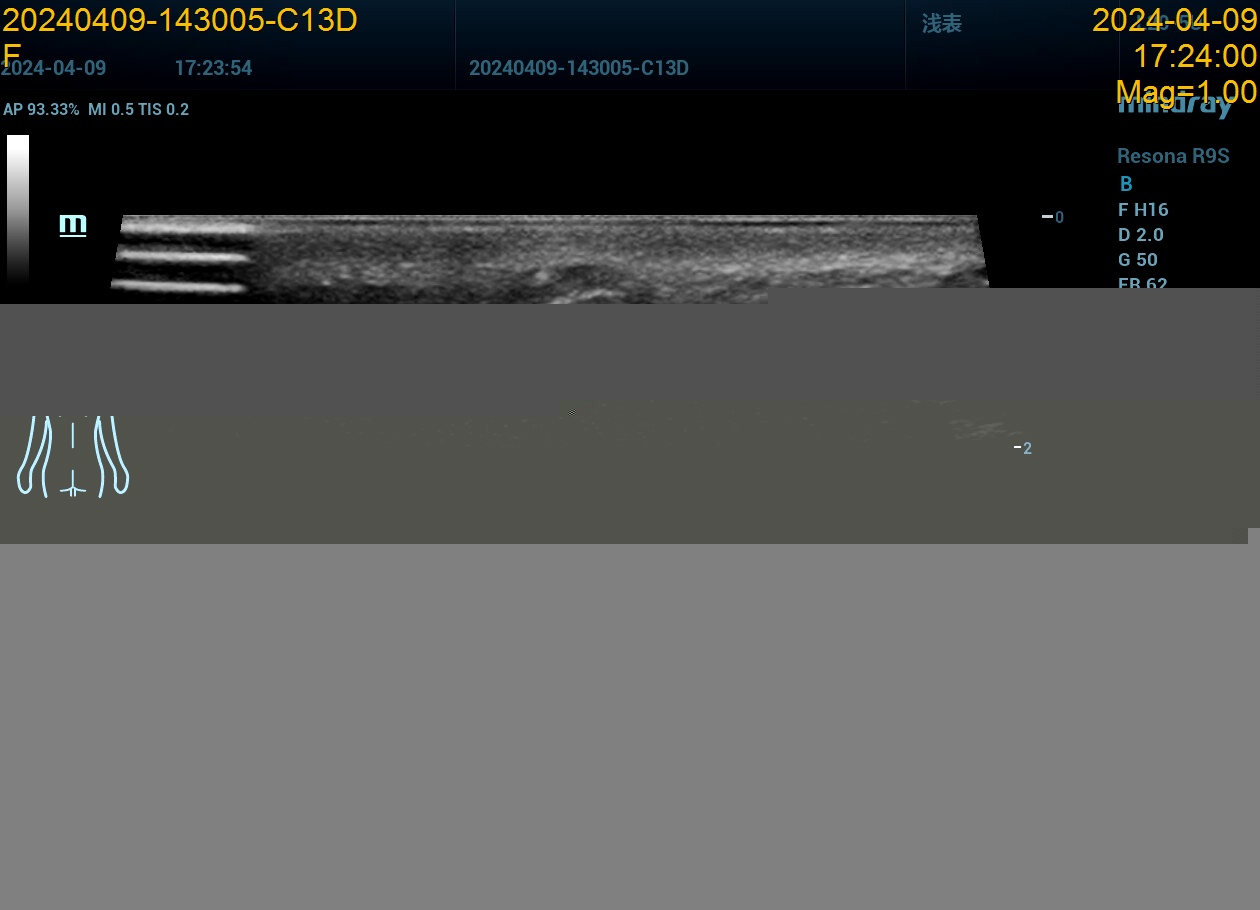 20240409-143005-C13D
F
2024-04-09 17:23:54
20240409-143005-C13D
浅表
2024-04-09
17:24:00
Mag=1.00
mindray
AP 93.33% MI 0.5 TIS 0.2
m
Resona R9S
B
F H16
D 2.0
G 50
FR 62
0
2